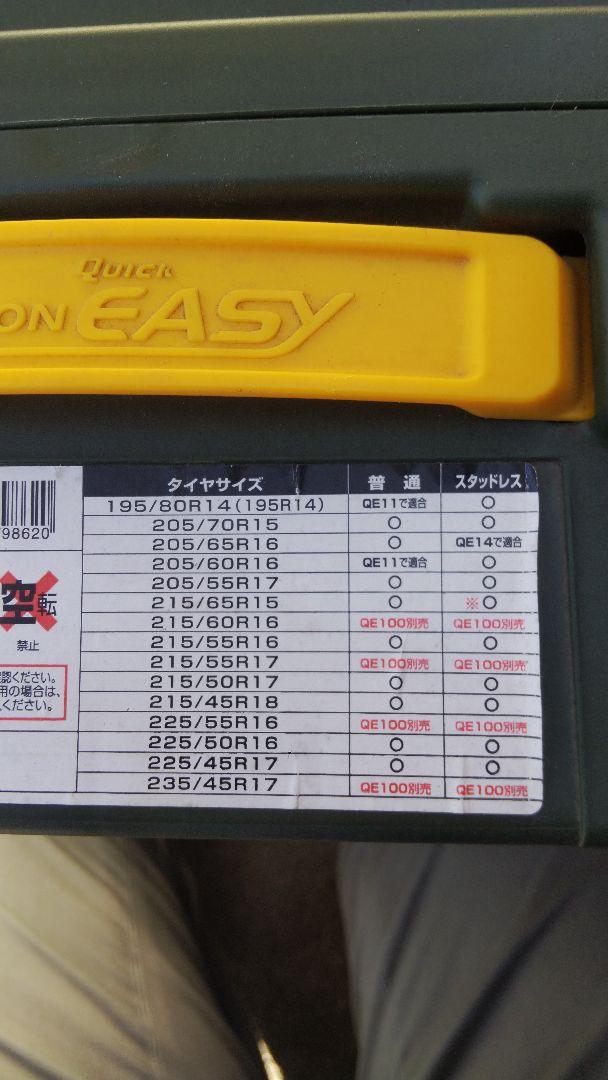 QUICK
ON EASY
タイヤサイズ 普通 スタッドレス
195/80R14(195R14) QE11で適合 ○
205/70R15 ○ ○
205/65R16 ○ QE14で適合
205/60R16 QE11で適合 ○
205/55R17 ○ ○
215/65R15 ○ ※○
215/60R16 QE100別売 QE100別売
215/55R16 ○ ○
215/55R17 QE100別売 QE100別売
215/50R17 ○ ○
215/45R18 ○ ○
225/55R16 QE100別売 QE100別売
225/50R16 ○ ○
225/45R17 ○ ○
235/45R17 QE100別売 QE100別売
98620
空転
禁止
認ください。
用の場合は、
ください。